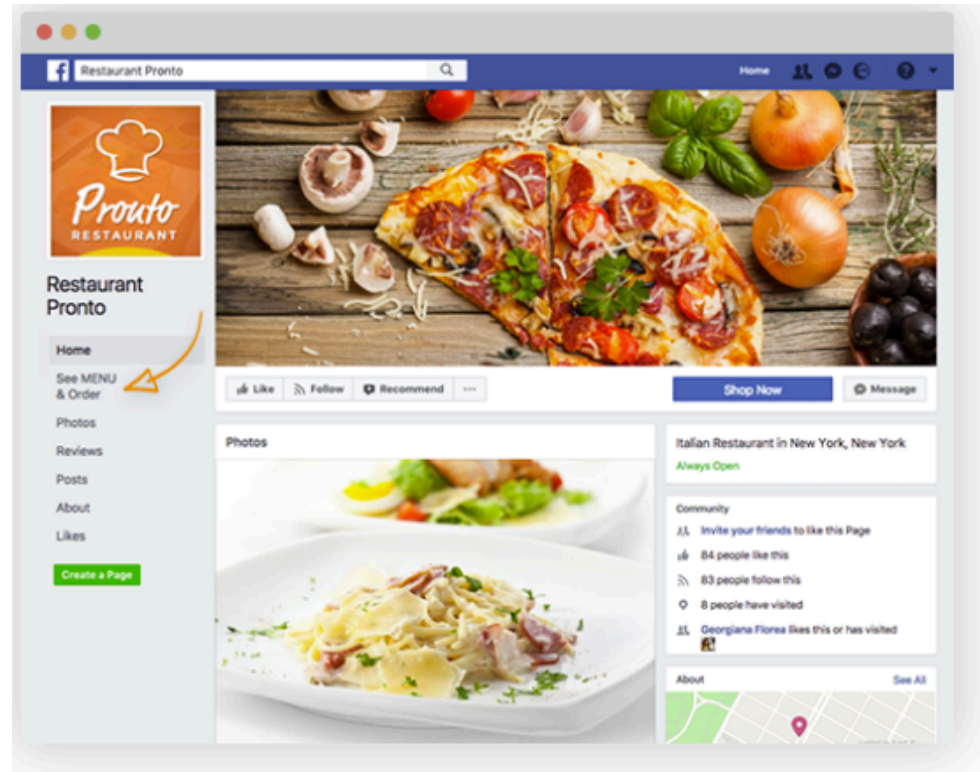 Restaurant Pronto
Home
Pronto
RESTAURANT
Restaurant
Pronto
Home
See MENU
& Order
Photos
Reviews
Posts
About
Likes
Create a Page
Like
Follow
Recommend
Shop Now
Message
Photos
Italian Restaurant in New York, New York
Always Open
Community
Invite your friends to like this Page
84 people like this
83 people follow this
8 people have visited
Georgiana Florea likes this or has visited
About
See All